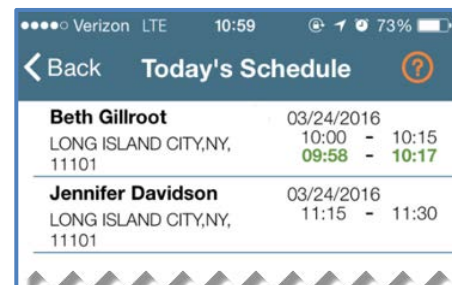 Verizon LTE 10:59 73%
Back Today's Schedule ?
Beth Gillroot 03/24/2016
LONG ISLAND CITY,NY, 10:00 - 10:15
11101 09:58 - 10:17
Jennifer Davidson 03/24/2016
LONG ISLAND CITY,NY, 11:15 - 11:30
11101